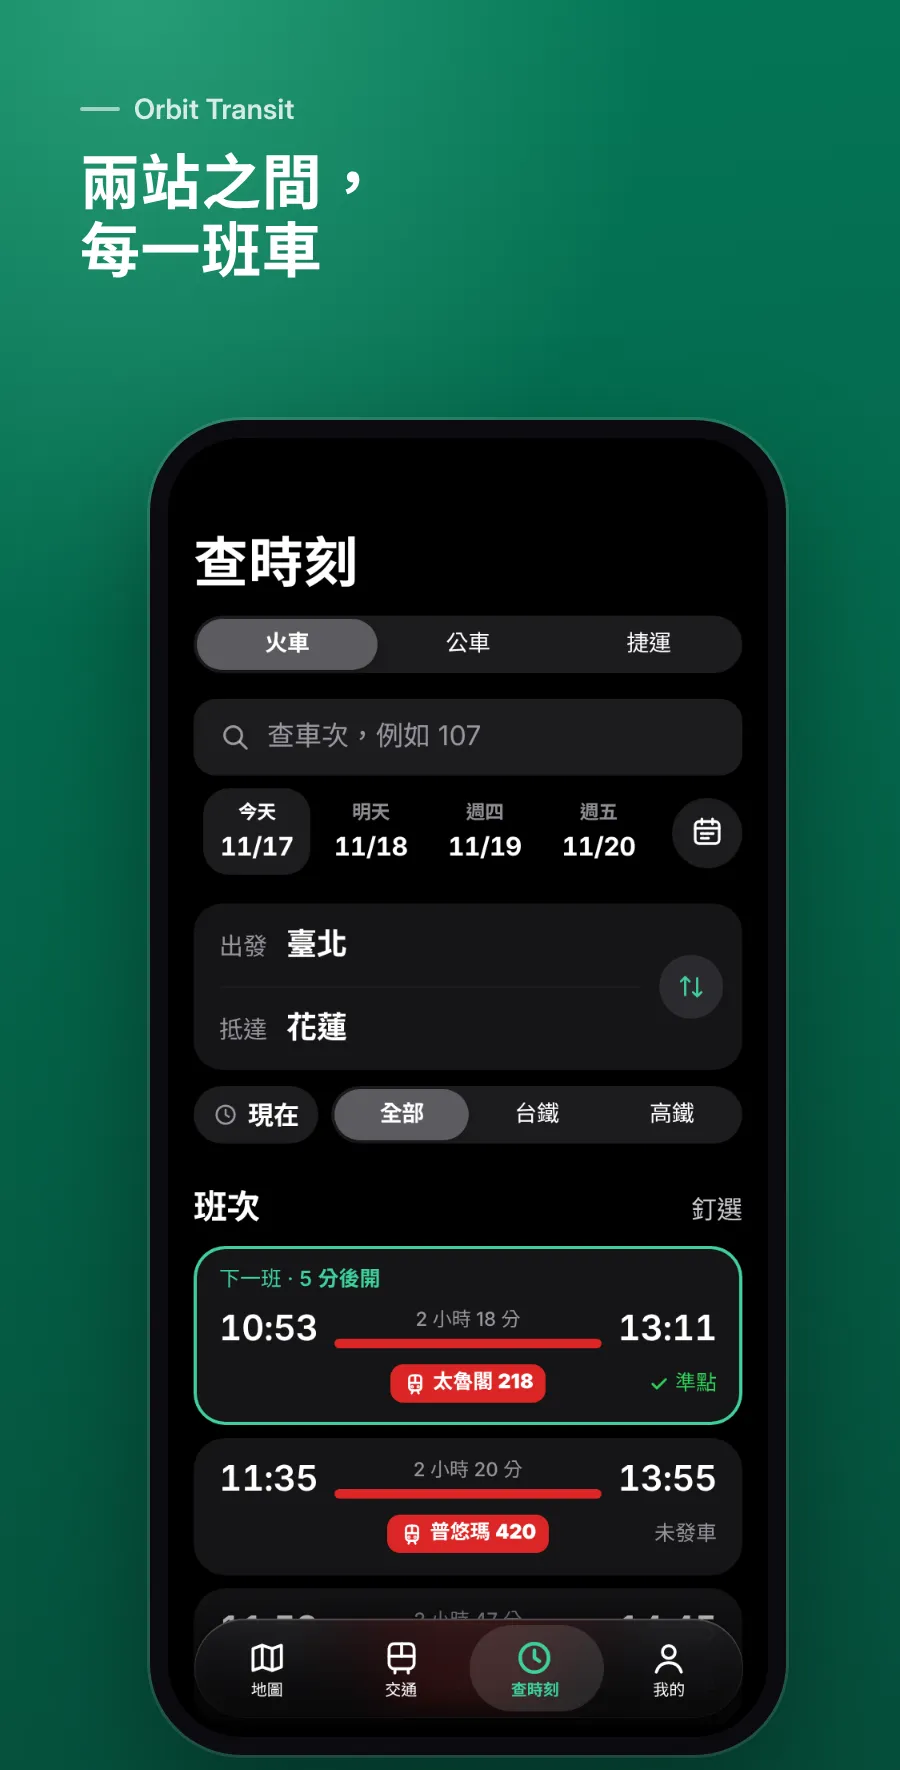 Orbit Transit
兩站之間，
每一班車
查時刻
火車 公車 捷運
查車次，例如 107
今天 明天 週四 週五
11/17 11/18 11/19 11/20
出發 臺北
抵達 花蓮
現在 全部 台鐵 高鐵
班次 釘選
下一班 · 5 分後開
10:53 2 小時 18 分 13:11
太魯閣 218 準點
11:35 2 小時 20 分 13:55
普悠瑪 420 未發車
2 小時 47 分
地圖 交通 查時刻 我的